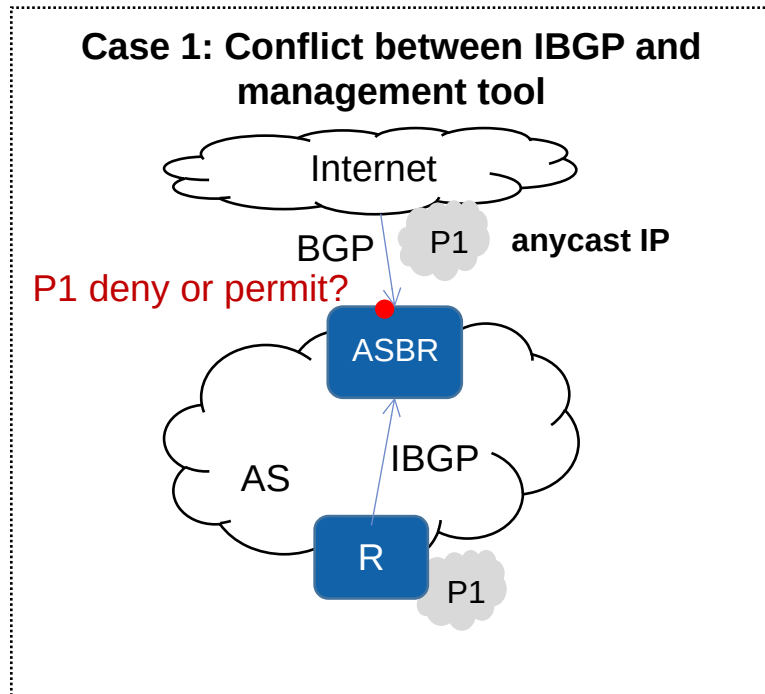 Case 1: Conflict between IBGP and
management tool
Internet
BGP
P1
anycast IP
P1 deny or permit?
ASBR
IBGP
AS
R
P1